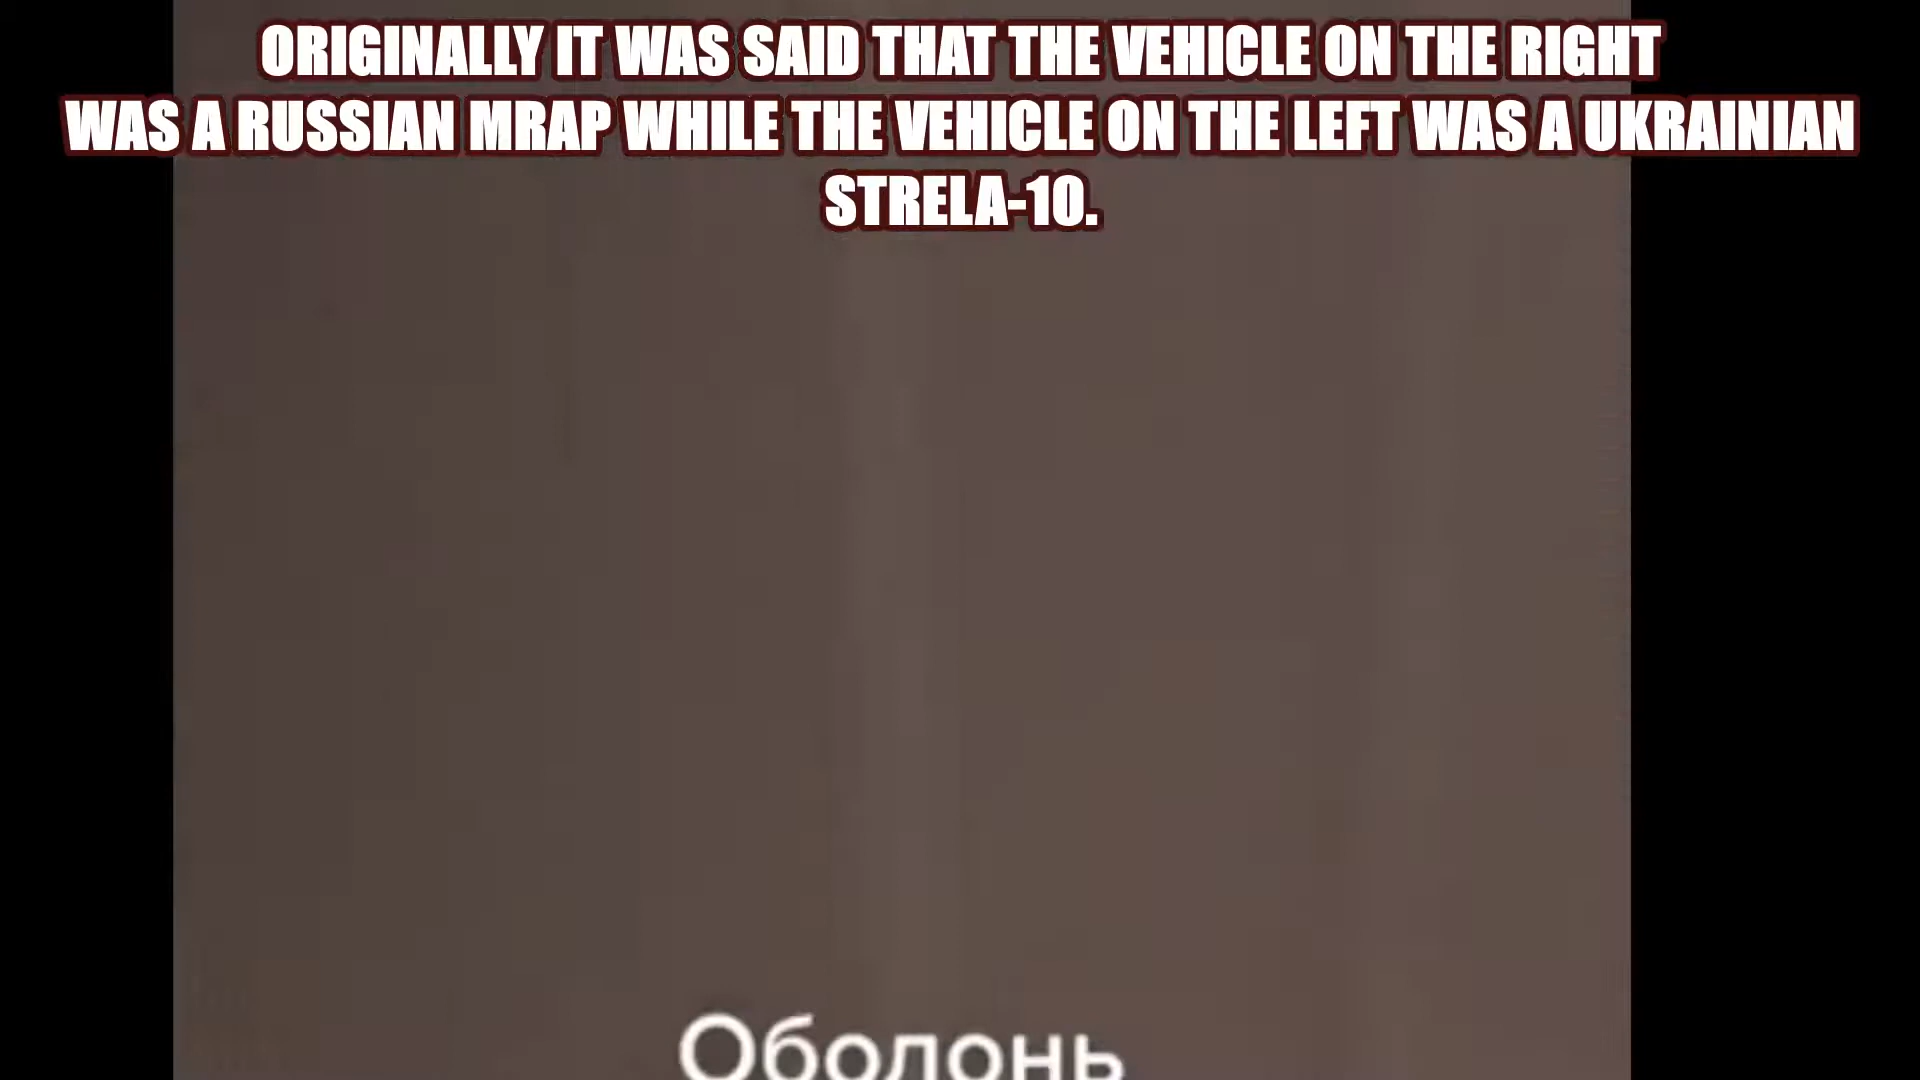 ORIGINALLY IT WAS SAID THAT THE VEHICLE ON THE RIGHT
WAS A RUSSIAN MRAP WHILE THE VEHICLE ON THE LEFT WAS A UKRAINIAN
STRELA-10.
Оболонь